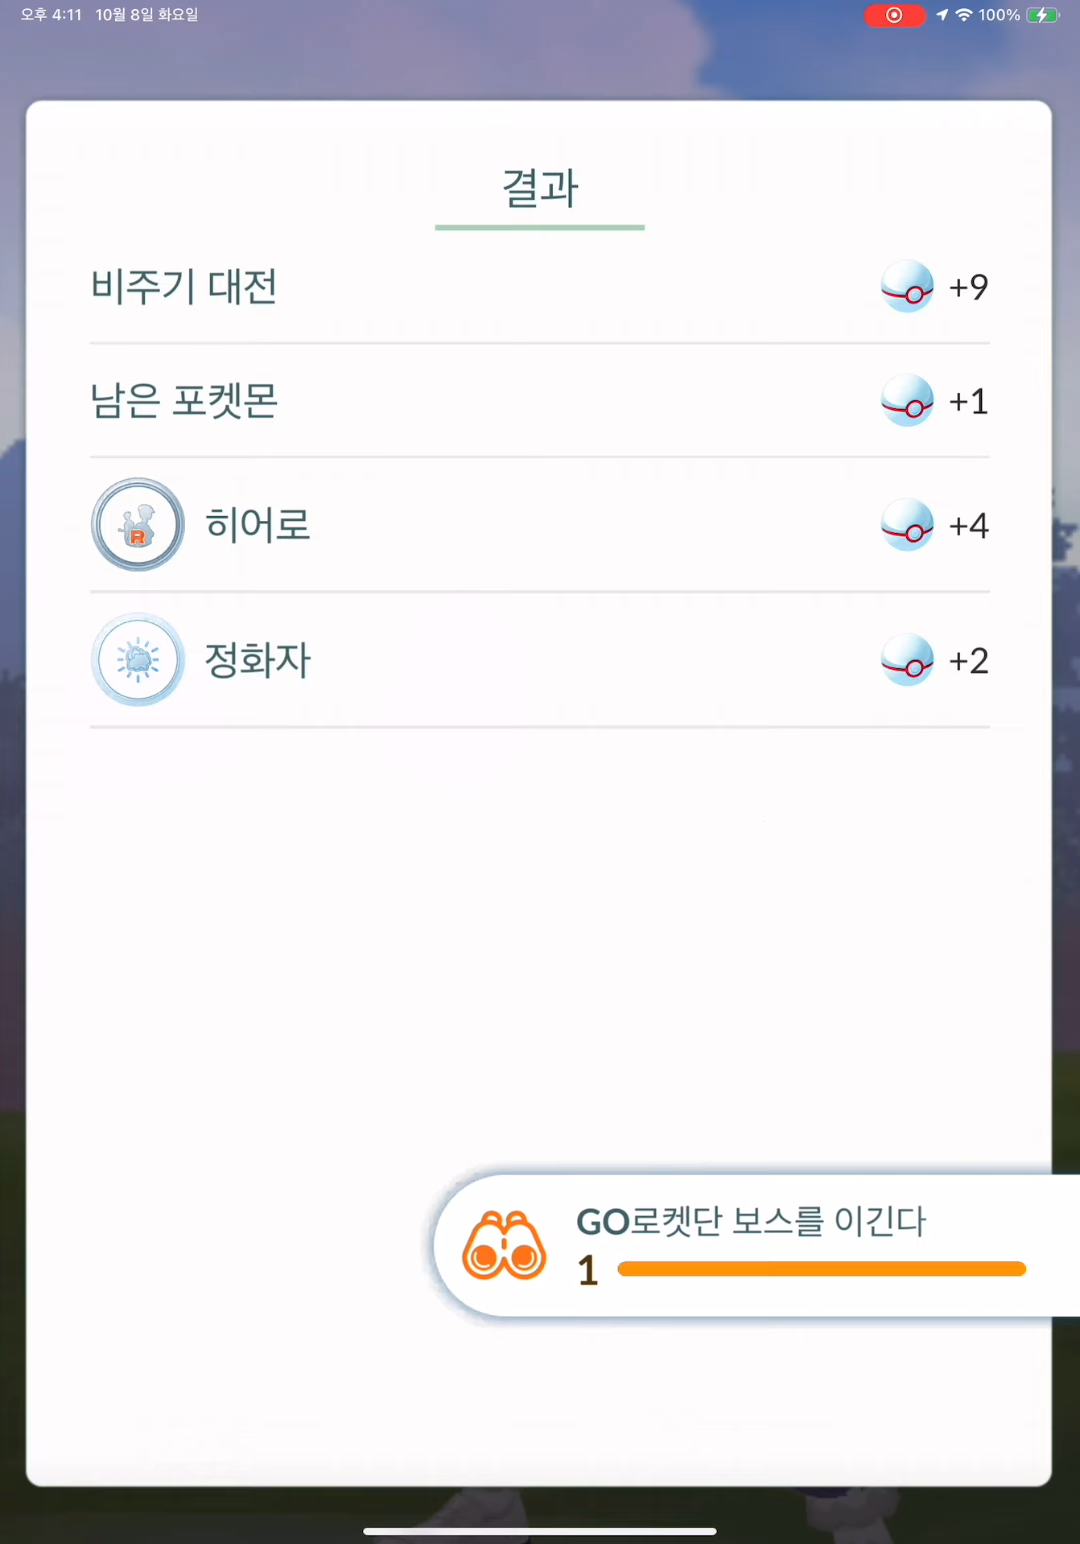 오후 4:11 10월 8일 화요일 100%
결과
비주기 대전 +9
남은 포켓몬 +1
R 히어로 +4
정화자 +2
GO로켓단 보스를 이긴다
1